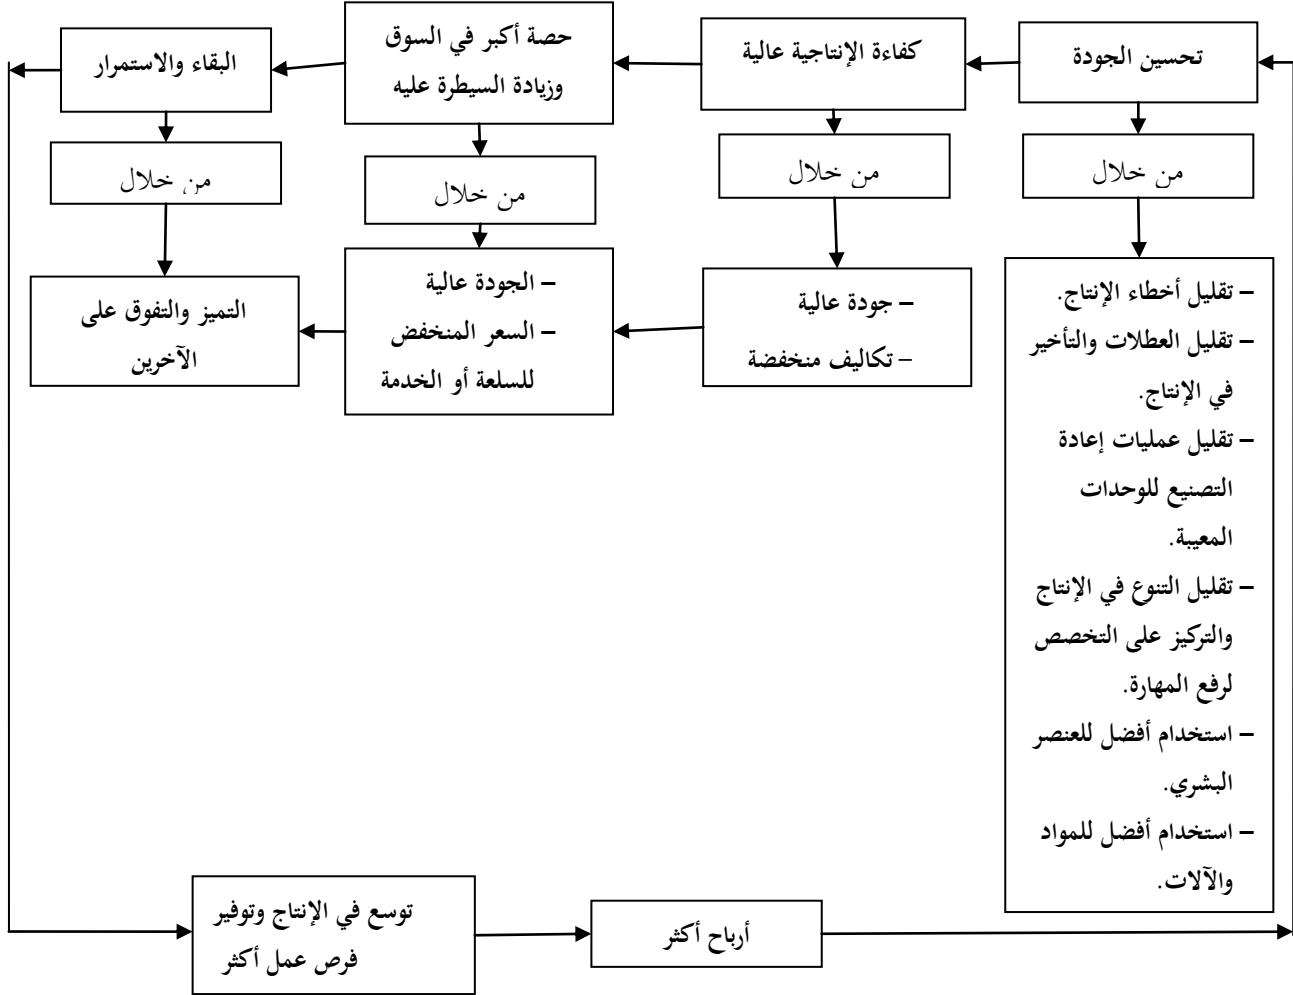 تحسين الجودة
كفاءة الإنتاجية عالية
حصة أكبر في السوق
وزيادة السيطرة عليه
البقاء والاستمرار
من خلال
من خلال
من خلال
من خلال
– تقليل أخطاء الإنتاج.
– تقليل العطلات والتأخير
في الإنتاج.
– تقليل عمليات إعادة
التصنيع للوحدات
المعيبة.
– تقليل التنوع في الإنتاج
والتركيز على التخصص
لرفع المهارة.
– استخدام أفضل للعنصر
البشري.
– استخدام أفضل للمواد
والآلات.
– جودة عالية
– تكاليف منخفضة
– الجودة عالية
– السعر المنخفض
للسلعة أو الخدمة
التميز والتفوق على
الآخرين
توسع في الإنتاج وتوفير
فرص عمل أكثر
أرباح أكثر